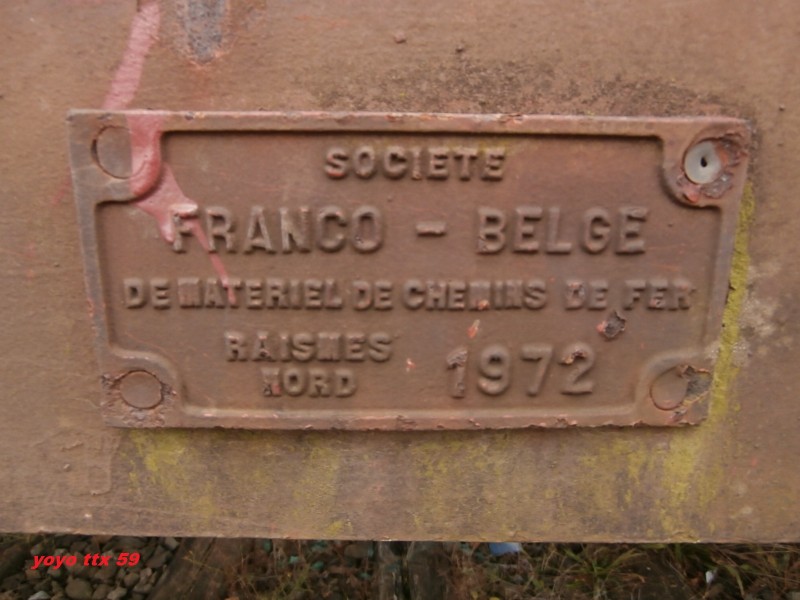 SOCIETE
FRANCO - BELGE
DE MATERIEL DE CHEMINS DE FER
RAISMES
NORD
1972
yoyo ttx 59